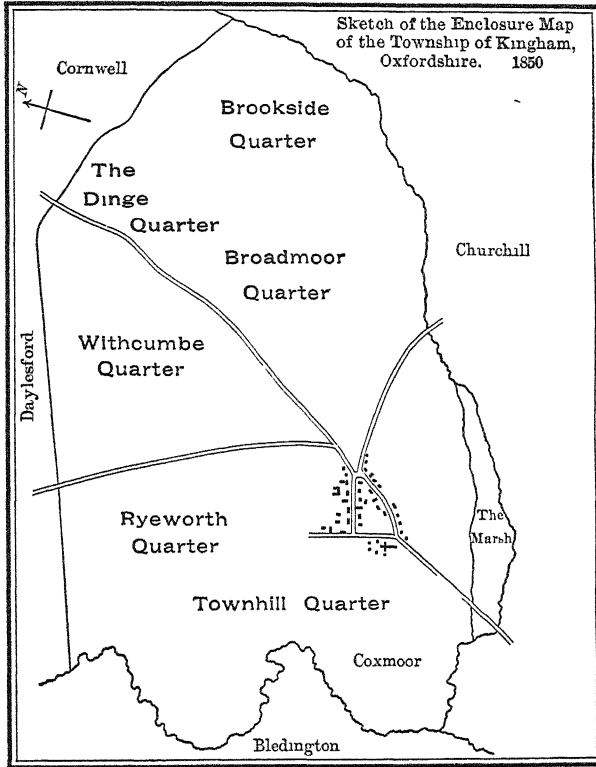 Sketch of the Enclosure Map
of the Township of Kingham,
Oxfordshire. 1850
Cornwell
N
Brookside
Quarter
The
Dinge
Quarter
Churchill
Broadmoor
Quarter
Withcumbe
Quarter
Daylesford
Ryeworth
Quarter
The
Marsh
Townhill Quarter
Coxmoor
Bledington